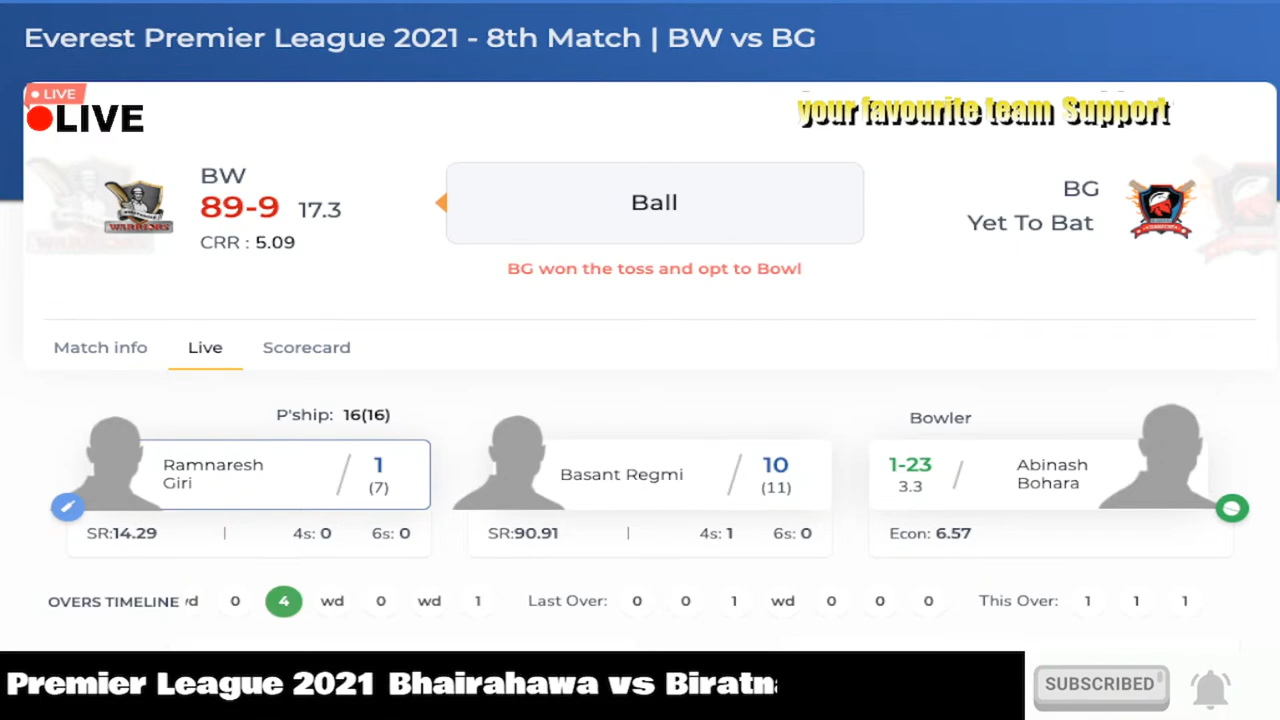 Everest Premier League 2021 - 8th Match | BW vs BG
LIVE
LIVE
your favourite team Support
BW
89-9 17.3
CRR : 5.09
WARRIORS
Ball
BG won the toss and opt to Bowl
BG
Yet To Bat
Match info Live Scorecard
P'ship: 16(16)
Ramnaresh Giri / 1 (7)
SR:14.29 | 4s: 0 6s: 0
Basant Regmi / 10 (11)
SR:90.91 | 4s: 1 6s: 0
Bowler
1-23 3.3 / Abinash Bohara
Econ: 6.57
OVERS TIMELINE 0 4 wd 0 wd 1 Last Over: 0 0 1 wd 0 0 0 This Over: 1 1 1
Premier League 2021 Bhairahawa vs Biratn
SUBSCRIBED